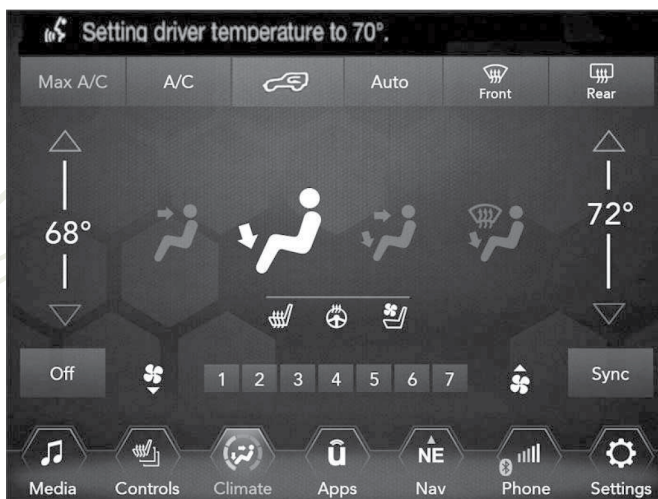 Setting driver temperature to 70°.
Max A/C A/C Auto Front Rear
68° 72°
Off 1 2 3 4 5 6 7 Sync
NE
Media Controls Climate Apps Nav Phone Settings